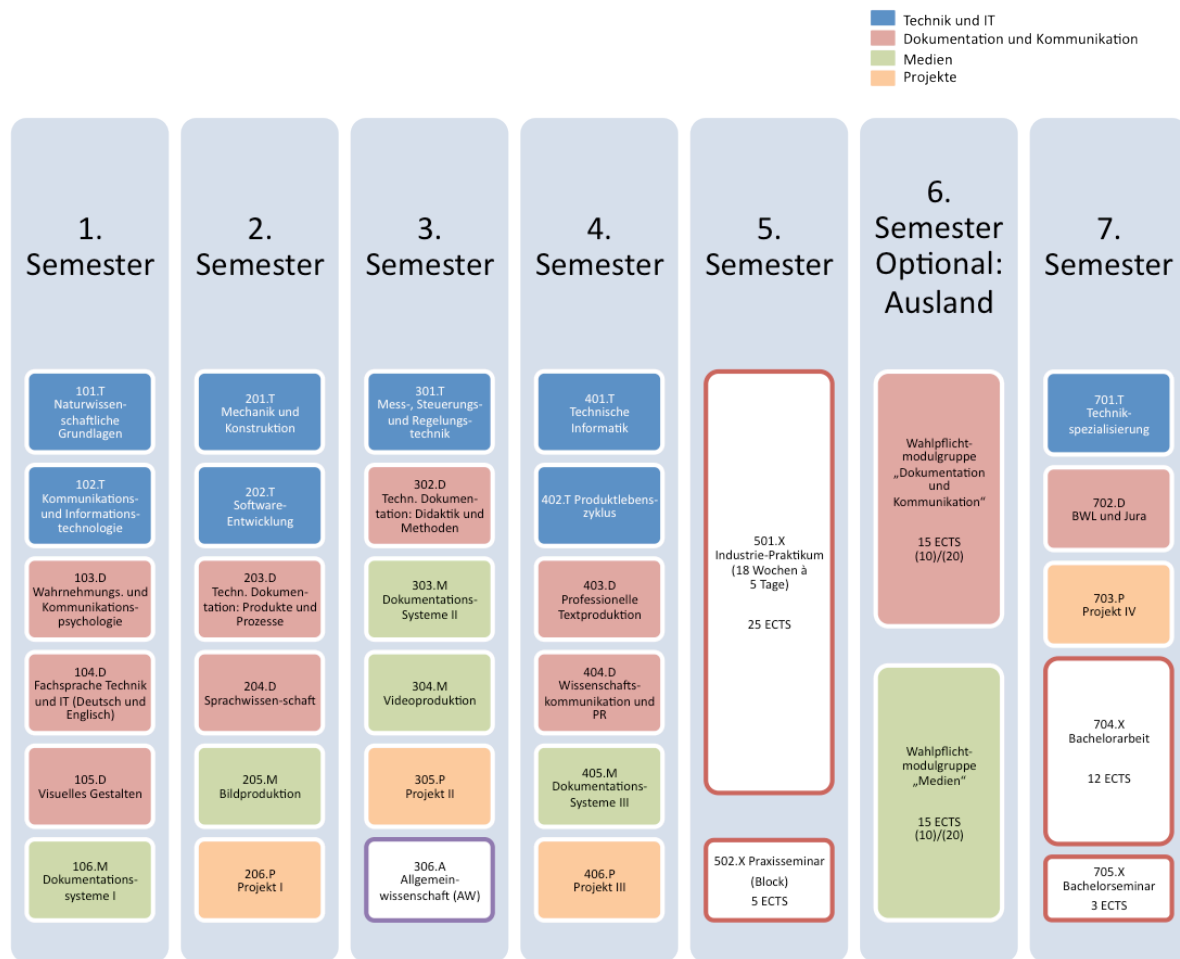 Technik und IT
Dokumentation und Kommunikation
Medien
Projekte
1.
Semester
101.T
Naturwissen-
schaftliche
Grundlagen
102.T
Kommunikations-
und Informations-
technologie
103.D
Wahrnehmungs. und
Kommunikations-
psychologie
104.D
Fachsprache Technik
und IT (Deutsch und
Englisch)
105.D
Visuelles Gestalten
106.M
Dokumentations-
systeme I
2.
Semester
201.T
Mechanik und
Konstruktion
202.T
Software-
Entwicklung
203.D
Techn. Dokumen-
tation: Produkte und
Prozesse
204.D
Sprachwissen-schaft
205.M
Bildproduktion
206.P
Projekt I
3.
Semester
301.T
Mess-, Steuerungs-
und Regelungs-
technik
302.D
Techn. Dokumen-
tation: Didaktik und
Methoden
303.M
Dokumentations-
Systeme II
304.M
Videoproduktion
305.P
Projekt II
306.A
Allgemein-
wissenschaft (AW)
4.
Semester
401.T
Technische
Informatik
402.T Produktlebens-
zyklus
403.D
Professionelle
Textproduktion
404.D
Wissenschafts-
kommunikation und
PR
405.M
Dokumentations-
Systeme III
406.P
Projekt III
5.
Semester
501.X
Industrie-Praktikum
(18 Wochen à
5 Tage)
25 ECTS
502.X Praxisseminar
(Block)
5 ECTS
6.
Semester
Optional:
Ausland
Wahlpflicht-
modulgruppe
„Dokumentation
und
Kommunikation“
15 ECTS
(10)/(20)
Wahlpflicht-
modulgruppe
„Medien“
15 ECTS
(10)/(20)
7.
Semester
701.T
Technik-
spezialisierung
702.D
BWL und Jura
703.P
Projekt IV
704.X
Bachelorarbeit
12 ECTS
705.X
Bachelorseminar
3 ECTS